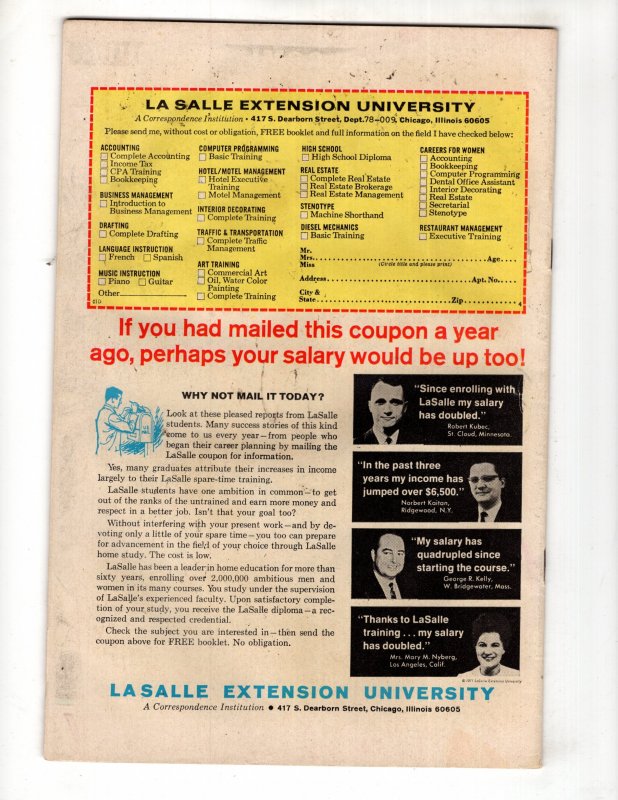 LA SALLE EXTENSION UNIVERSITY
A Correspondence Institution • 417 S. Dearborn Street, Dept.78-009, Chicago, Illinois 60605
Please send me, without cost or obligation, FREE booklet and full information on the field I have checked below:
ACCOUNTING
Complete Accounting
Income Tax
CPA Training
Bookkeeping
BUSINESS MANAGEMENT
Introduction to
Business Management
DRAFTING
Complete Drafting
LANGUAGE INSTRUCTION
French Spanish
MUSIC INSTRUCTION
Piano Guitar
Other
COMPUTER PROGRAMMING
Basic Training
HOTEL/MOTEL MANAGEMENT
Hotel Executive
Training
Motel Management
INTERIOR DECORATING
Complete Training
TRAFFIC & TRANSPORTATION
Complete Traffic
Management
ART TRAINING
Commercial Art
Oil, Water Color
Painting
Complete Training
HIGH SCHOOL
High School Diploma
REAL ESTATE
Complete Real Estate
Real Estate Brokerage
Real Estate Management
STENOTYPE
Machine Shorthand
DIESEL MECHANICS
Basic Training
CAREERS FOR WOMEN
Accounting
Bookkeeping
Computer Programming
Dental Office Assistant
Interior Decorating
Real Estate
Secretarial
Stenotype
RESTAURANT MANAGEMENT
Executive Training
Mr.
Mrs. Age
Miss (Circle title and please print)
Address Apt. No.
City &
State Zip 4
If you had mailed this coupon a year
ago, perhaps your salary would be up too!
WHY NOT MAIL IT TODAY?
Look at these pleased reports from LaSalle
students. Many success stories of this kind
come to us every year—from people who
began their career planning by mailing the
LaSalle coupon for information.
Yes, many graduates attribute their increases in income
largely to their LaSalle spare-time training.
LaSalle students have one ambition in common—to get
out of the ranks of the untrained and earn more money and
respect in a better job. Isn't that your goal too?
Without interfering with your present work—and by de-
voting only a little of your spare time—you too can prepare
for advancement in the field of your choice through LaSalle
home study. The cost is low.
LaSalle has been a leader in home education for more than
sixty years, enrolling over 2,000,000 ambitious men and
women in its many courses. You study under the supervision
of LaSalle's experienced faculty. Upon satisfactory comple-
tion of your study, you receive the LaSalle diploma—a rec-
ognized and respected credential.
Check the subject you are interested in—then send the
coupon above for FREE booklet. No obligation.
"Since enrolling with
LaSalle my salary
has doubled."
Robert Kubec,
St. Cloud, Minnesota.
"In the past three
years my income has
jumped over $6,500."
Norbert Kaitan,
Ridgewood, N.Y.
"My salary has
quadrupled since
starting the course."
George R. Kelly,
W. Bridgewater, Mass.
"Thanks to LaSalle
training . . . my salary
has doubled."
Mrs. Mary M. Nyberg,
Los Angeles, Calif.
© 1971 LaSalle Extension University
LA SALLE EXTENSION UNIVERSITY
A Correspondence Institution • 417 S. Dearborn Street, Chicago, Illinois 60605